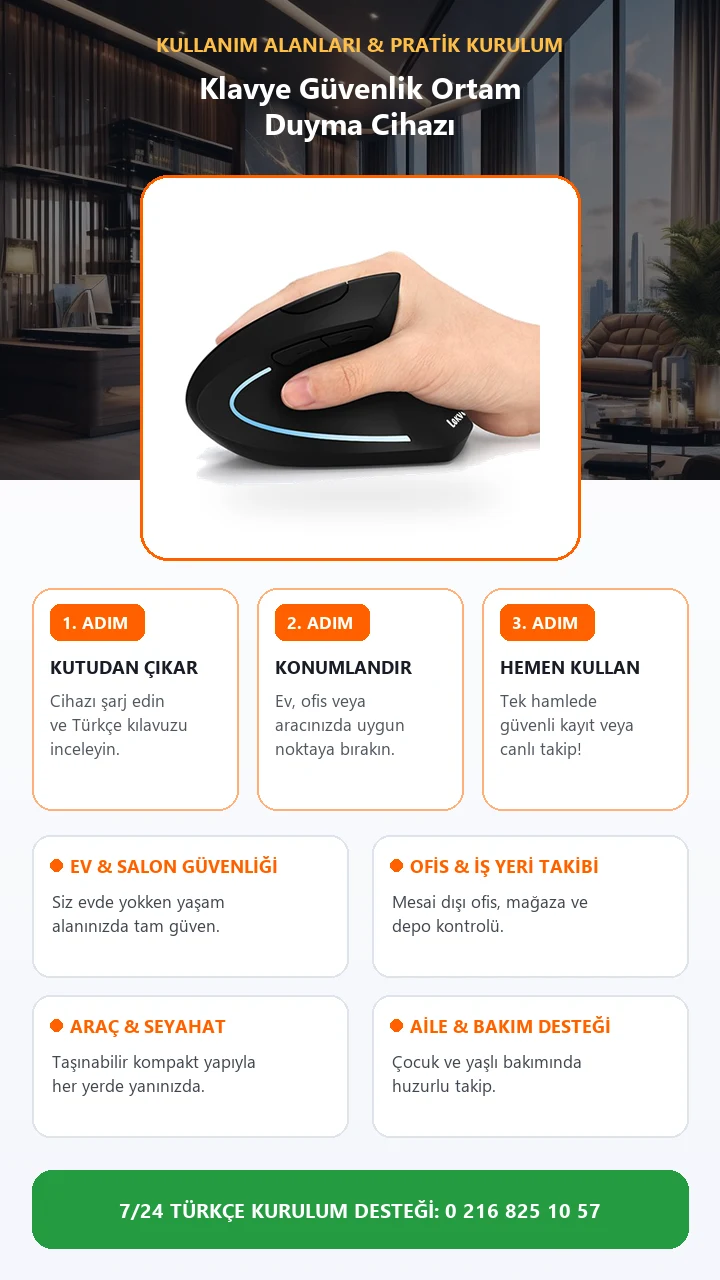 KULLANIM ALANLARI & PRATİK KURULUM
Klavye Güvenlik Ortam
Duyma Cihazı
1. ADIM
KUTUDAN ÇIKAR
Cihazı şarj edin
ve Türkçe kılavuzu
inceleyin.
2. ADIM
KONUMLANDIR
Ev, ofis veya
aracınızda uygun
noktaya bırakın.
3. ADIM
HEMEN KULLAN
Tek hamlede
güvenli kayıt veya
canlı takip!
EV & SALON GÜVENLİĞİ
Siz evde yokken yaşam
alanınızda tam güven.
OFİS & İŞ YERİ TAKİBİ
Mesai dışı ofis, mağaza ve
depo kontrolü.
ARAÇ & SEYAHAT
Taşınabilir kompakt yapıyla
her yerde yanınızda.
AİLE & BAKIM DESTEĞİ
Çocuk ve yaşlı bakımında
huzurlu takip.
7/24 TÜRKÇE KURULUM DESTEĞİ: 0 216 825 10 57